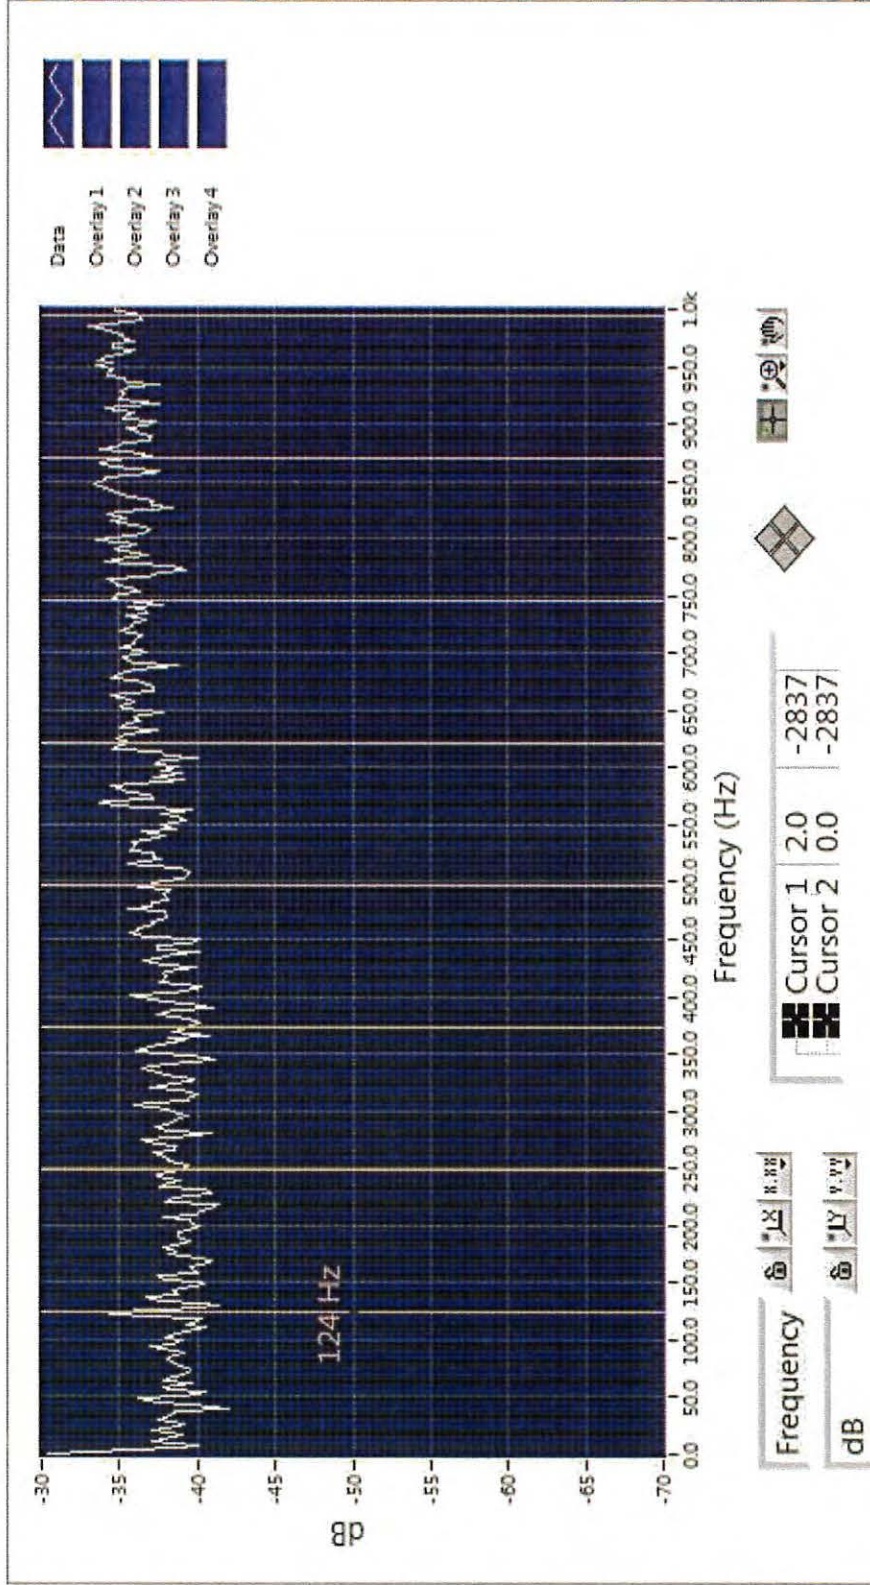 Data
Overlay 1
Overlay 2
Overlay 3
Overlay 4
-30
-35
-40
-45
-50
-55
-60
-65
-70
dB
124 Hz
0.0 50.0 100.0 150.0 200.0 250.0 300.0 350.0 400.0 450.0 500.0 550.0 600.0 650.0 700.0 750.0 800.0 850.0 900.0 950.0 1.0k
Frequency (Hz)
Frequency X X.XX
dB Y Y.YY
Cursor 1 2.0 -2837
Cursor 2 0.0 -2837